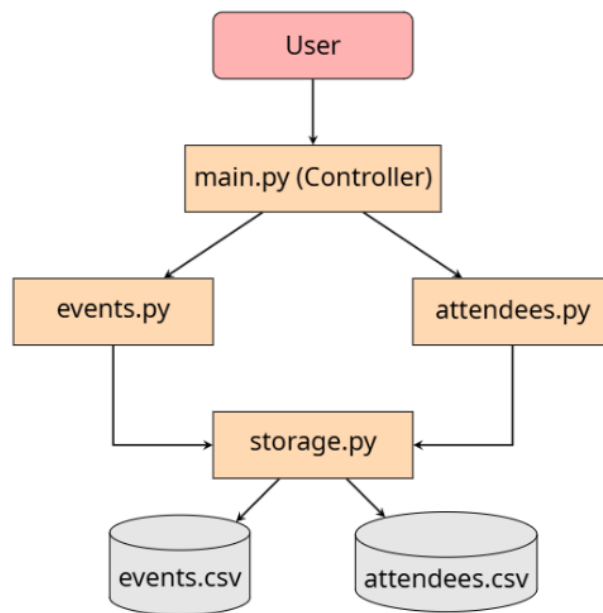 User
main.py (Controller)
events.py
attendees.py
storage.py
events.csv
attendees.csv